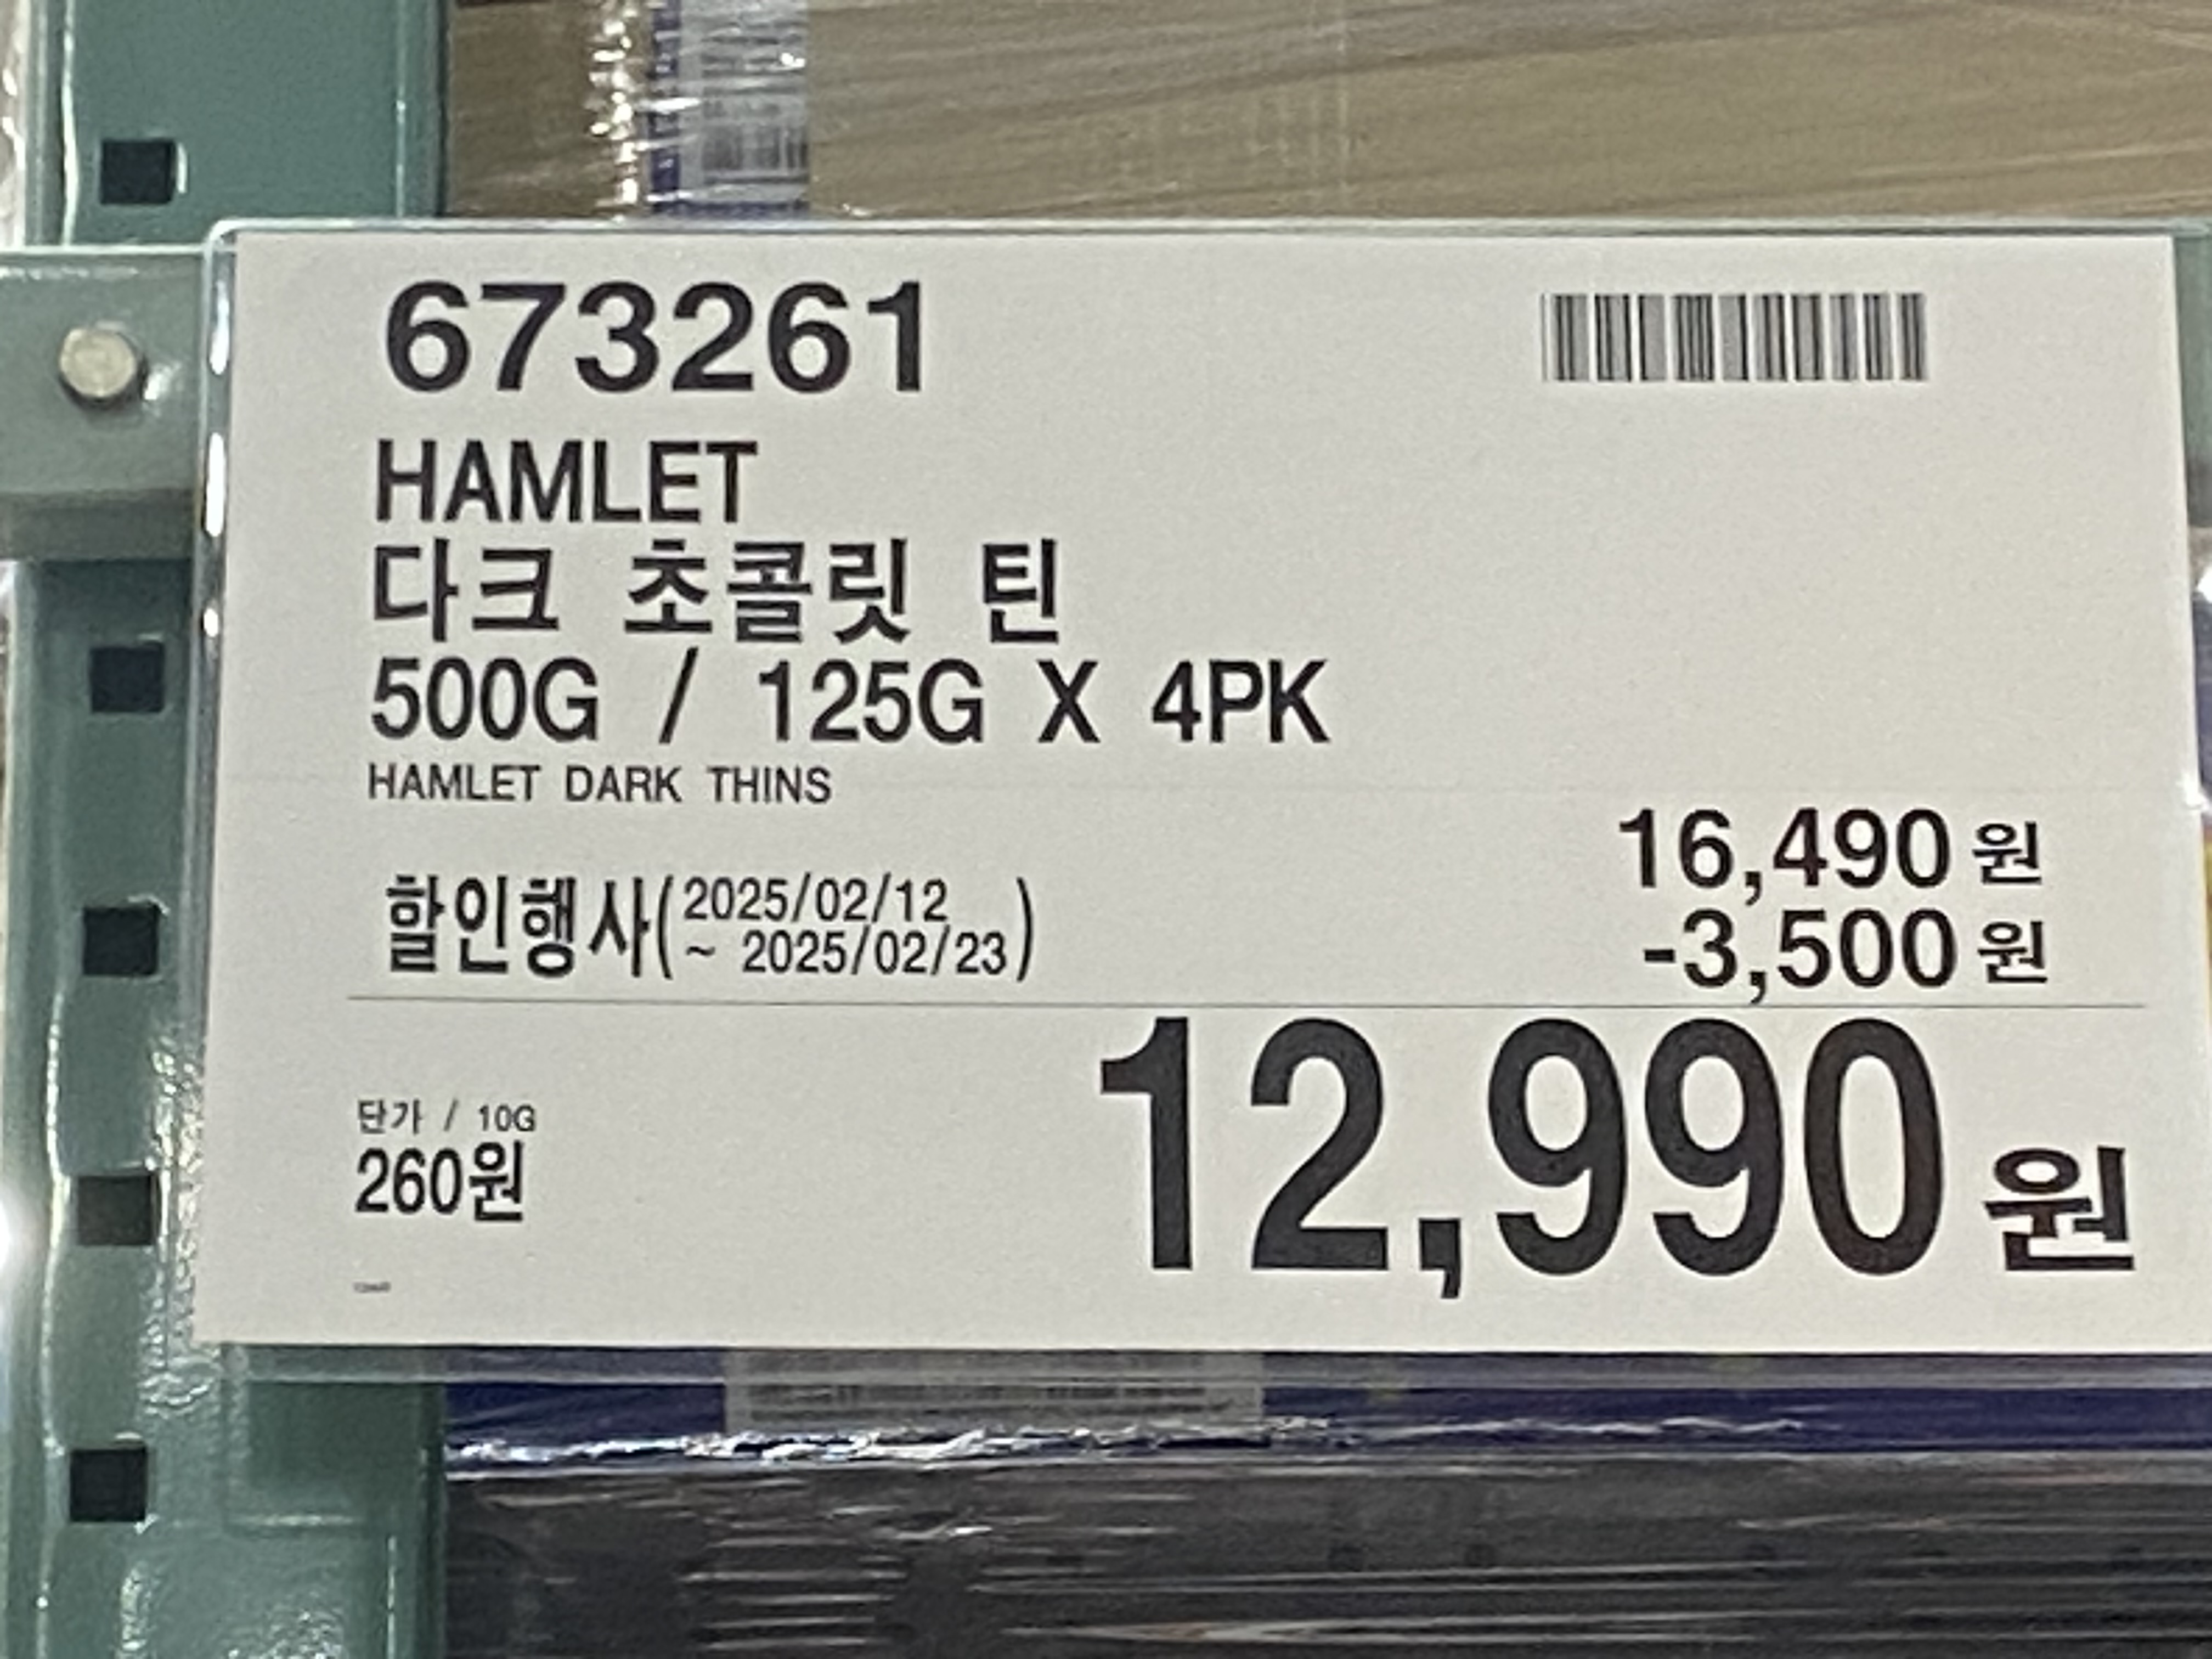 673261
HAMLET
다크 초콜릿 틴
500G / 125G X 4PK
HAMLET DARK THINS
16,490 원
할인행사(2025/02/12
~ 2025/02/23)
-3,500 원
12,990 원
단가 / 10G
260원